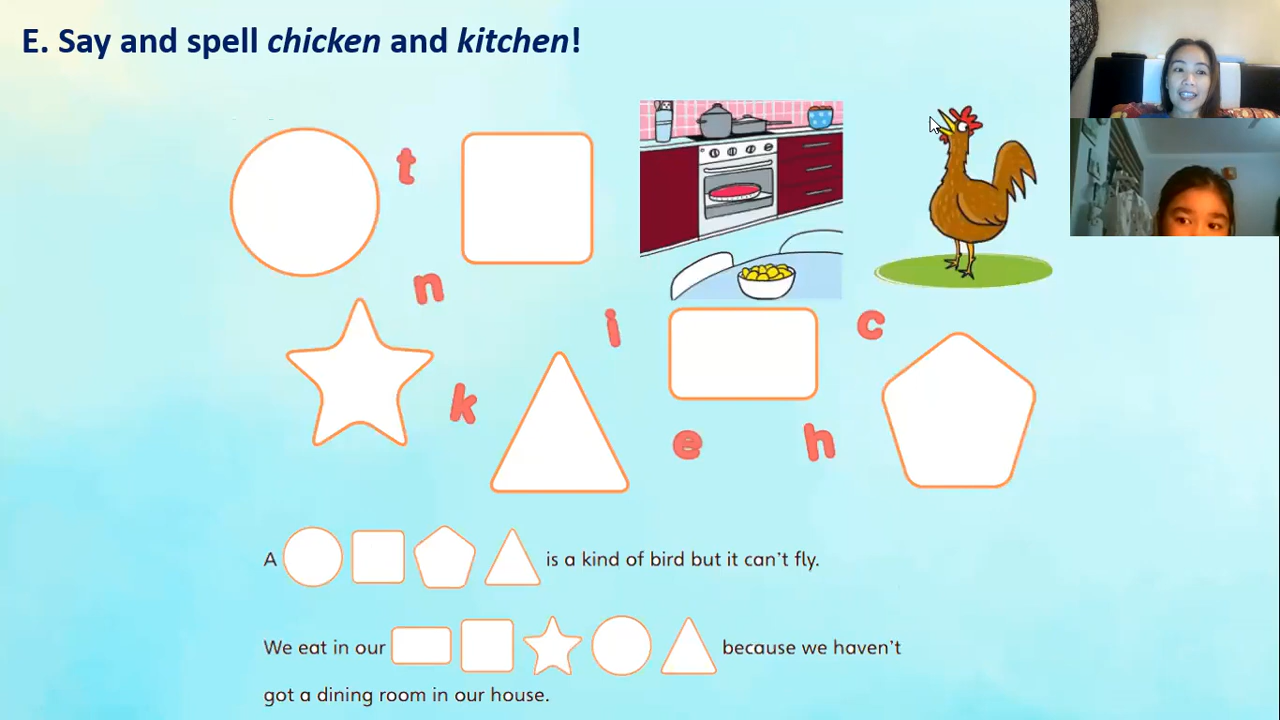 E. Say and spell chicken and kitchen!
t
n
i
c
k
e
h
A is a kind of bird but it can't fly.
We eat in our because we haven't
got a dining room in our house.